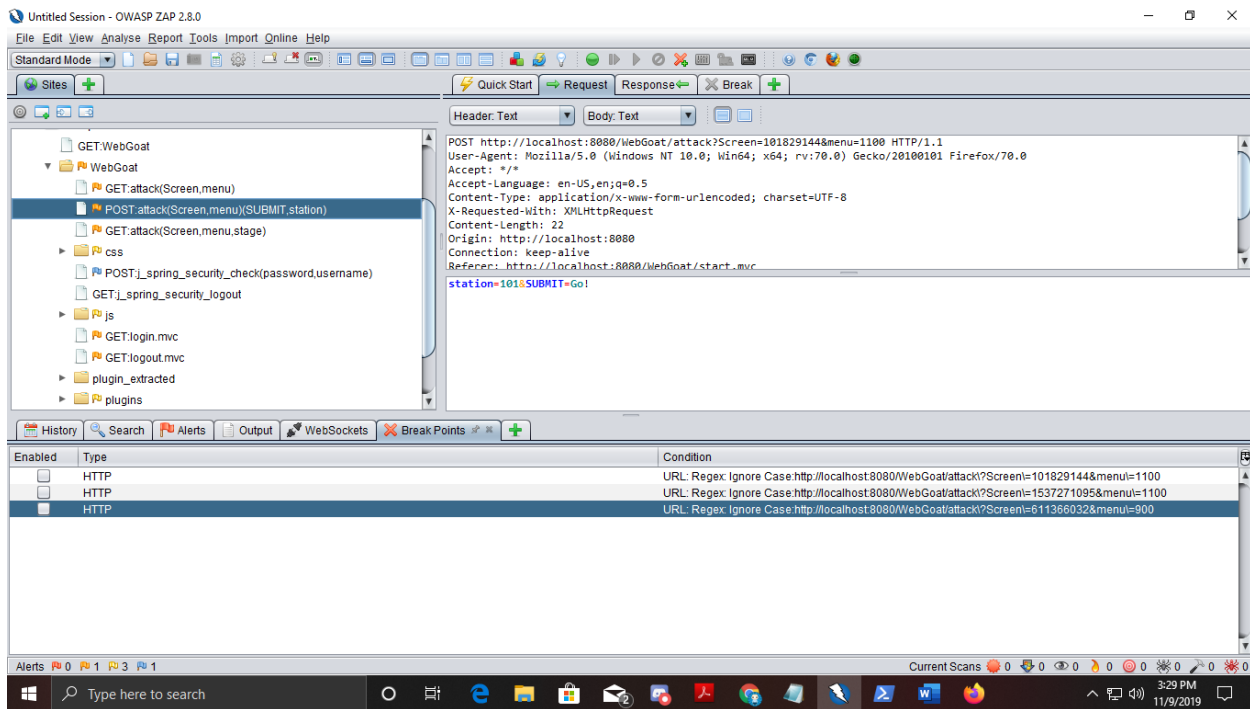 Untitled Session - OWASP ZAP 2.8.0
File Edit View Analyse Report Tools Import Online Help
Standard Mode
Sites
Quick Start Request Response Break
Header: Text Body: Text
GET:WebGoat
WebGoat
GET:attack(Screen,menu)
POST:attack(Screen,menu)(SUBMIT,station)
GET:attack(Screen,menu,stage)
css
POST:j_spring_security_check(password,username)
GET:j_spring_security_logout
js
GET:login.mvc
GET:logout.mvc
plugin_extracted
plugins
POST http://localhost:8080/WebGoat/attack?Screen=101829144&menu=1100 HTTP/1.1
User-Agent: Mozilla/5.0 (Windows NT 10.0; Win64; x64; rv:70.0) Gecko/20100101 Firefox/70.0
Accept: */*
Accept-Language: en-US,en;q=0.5
Content-Type: application/x-www-form-urlencoded; charset=UTF-8
X-Requested-With: XMLHttpRequest
Content-Length: 22
Origin: http://localhost:8080
Connection: keep-alive
Referer: http://localhost:8080/WebGoat/start.mvc
station=101&SUBMIT=Go!
History Search Alerts Output WebSockets Break Points
Enabled Type Condition
HTTP URL: Regex: Ignore Case:http://localhost:8080/WebGoat/attack\?Screen\=101829144&menu\=1100
HTTP URL: Regex: Ignore Case:http://localhost:8080/WebGoat/attack\?Screen\=1537271095&menu\=1100
HTTP URL: Regex: Ignore Case:http://localhost:8080/WebGoat/attack\?Screen\=611366032&menu\=900
Alerts 0 1 3 1 Current Scans 0 0 0 0 0 0 0 0
Type here to search
3:29 PM
11/9/2019